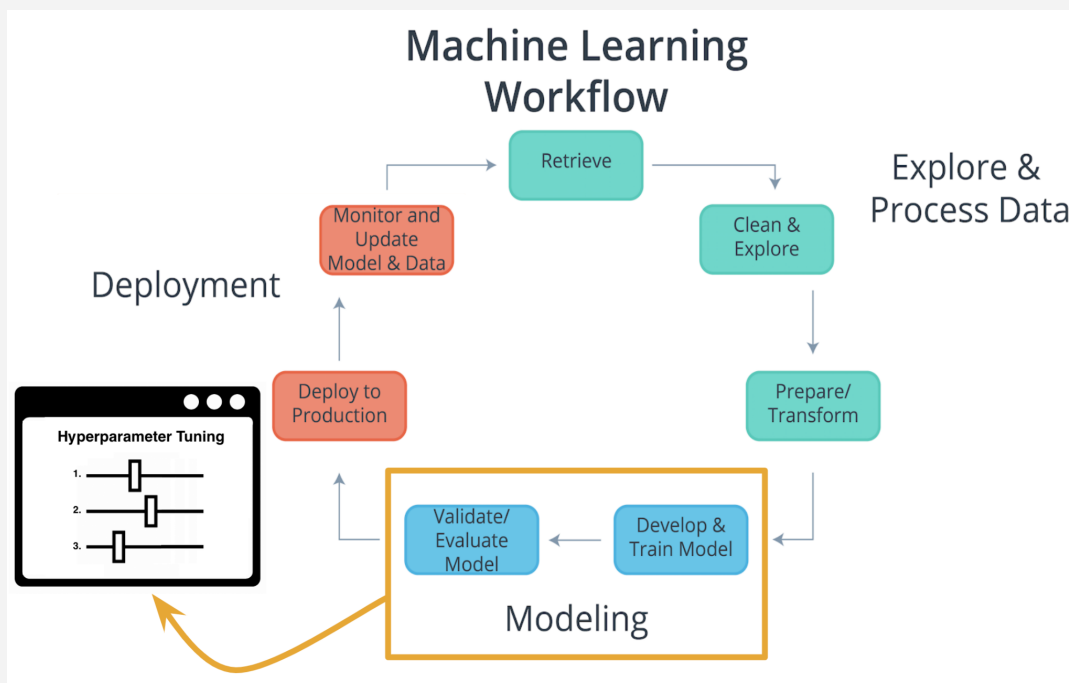 Machine Learning
Workflow
Retrieve
Explore &
Process Data
Clean &
Explore
Prepare/
Transform
Develop &
Train Model
Validate/
Evaluate
Model
Modeling
Deploy to
Production
Monitor and
Update
Model & Data
Deployment
Hyperparameter Tuning
1.
2.
3.